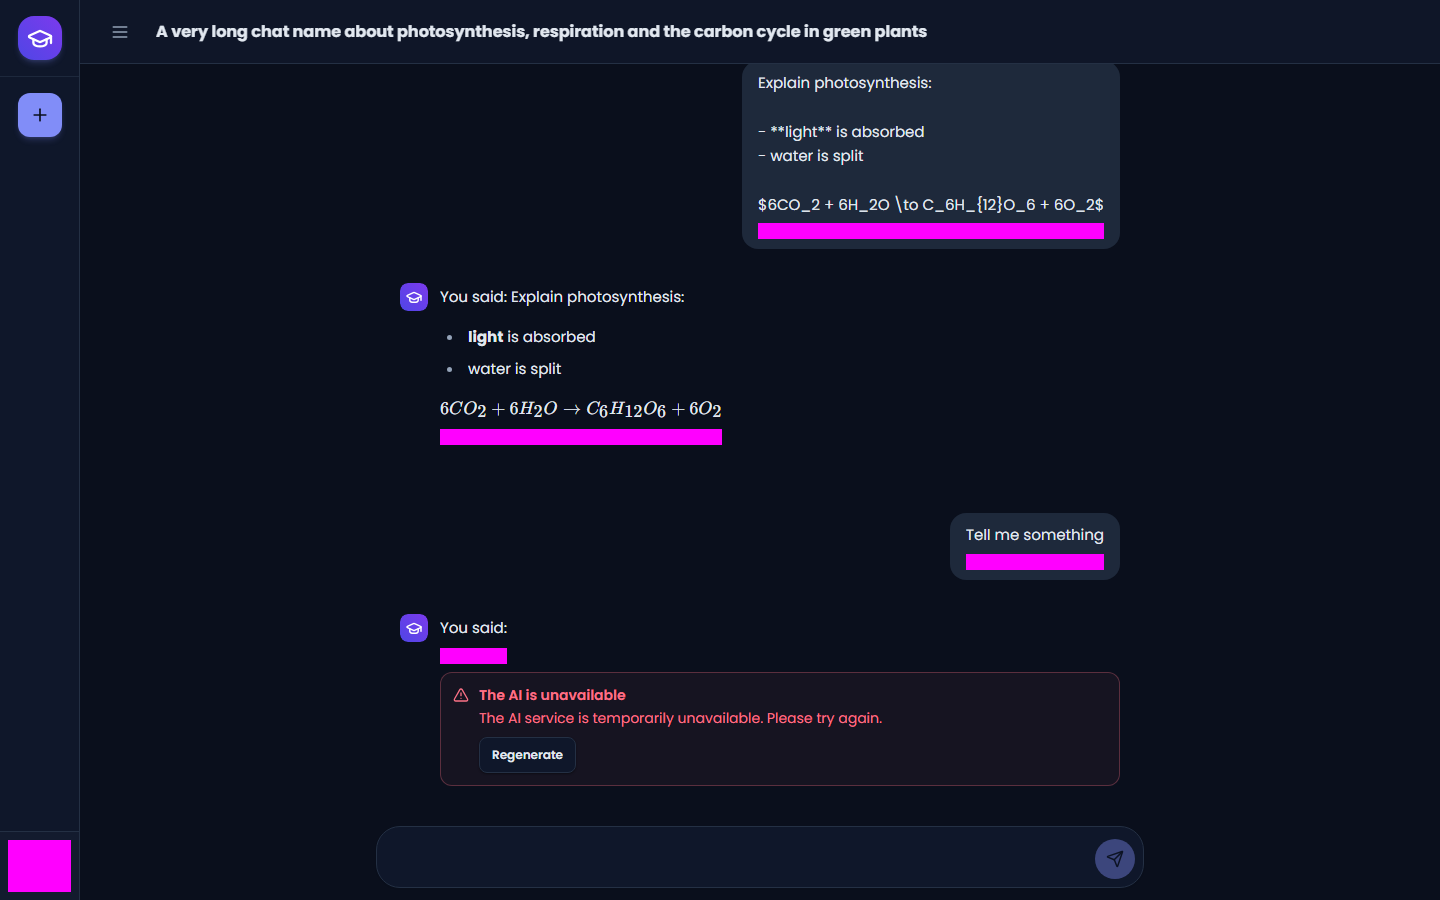 A very long chat name about photosynthesis, respiration and the carbon cycle in green plants
Explain photosynthesis:
- **light** is absorbed
- water is split
$6CO_2 + 6H_2O \to C_6H_{12}O_6 + 6O_2$
You said: Explain photosynthesis:
• light is absorbed
• water is split
6CO₂ + 6H₂O → C₆H₁₂O₆ + 6O₂
Tell me something
You said:
The AI is unavailable
The AI service is temporarily unavailable. Please try again.
Regenerate